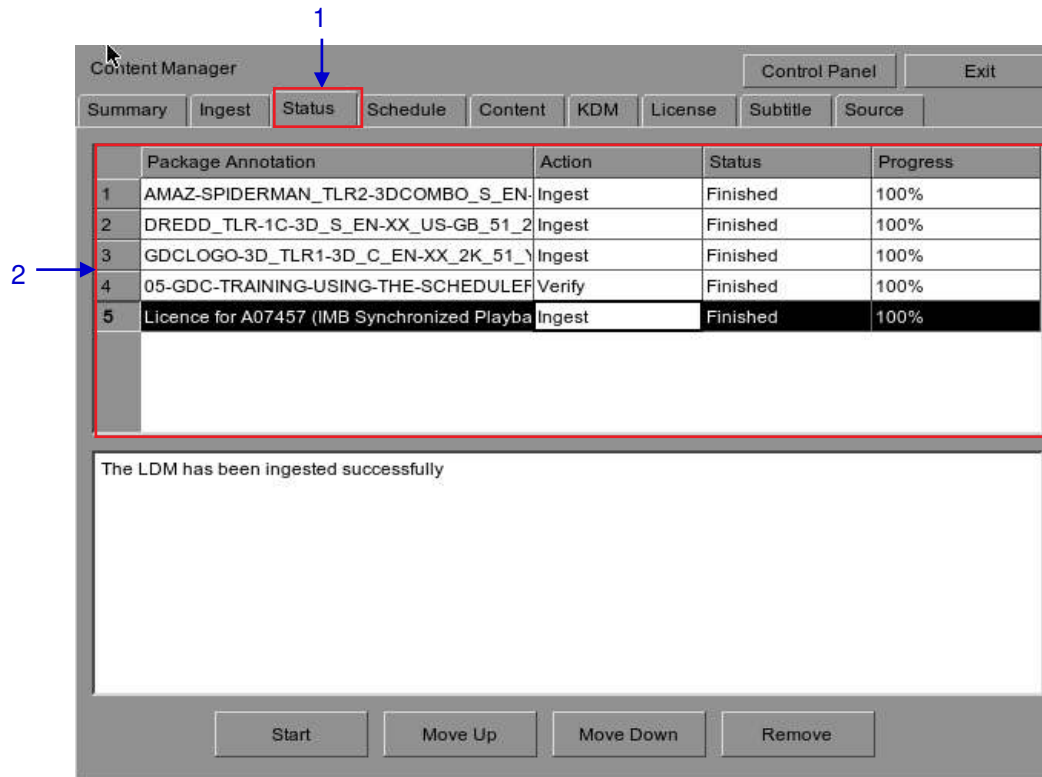 1
Content Manager Control Panel Exit
Summary Ingest Status Schedule Content KDM License Subtitle Source
Package Annotation Action Status Progress
1 AMAZ-SPIDERMAN_TLR2-3DCOMBO_S_EN- Ingest Finished 100%
2 DREDD_TLR-1C-3D_S_EN-XX_US-GB_51_2 Ingest Finished 100%
3 GDCLOGO-3D_TLR1-3D_C_EN-XX_2K_51_ Ingest Finished 100%
2
4 05-GDC-TRAINING-USING-THE-SCHEDULER Verify Finished 100%
5 Licence for A07457 (IMB Synchronized Playba Ingest Finished 100%
The LDM has been ingested successfully
Start Move Up Move Down Remove